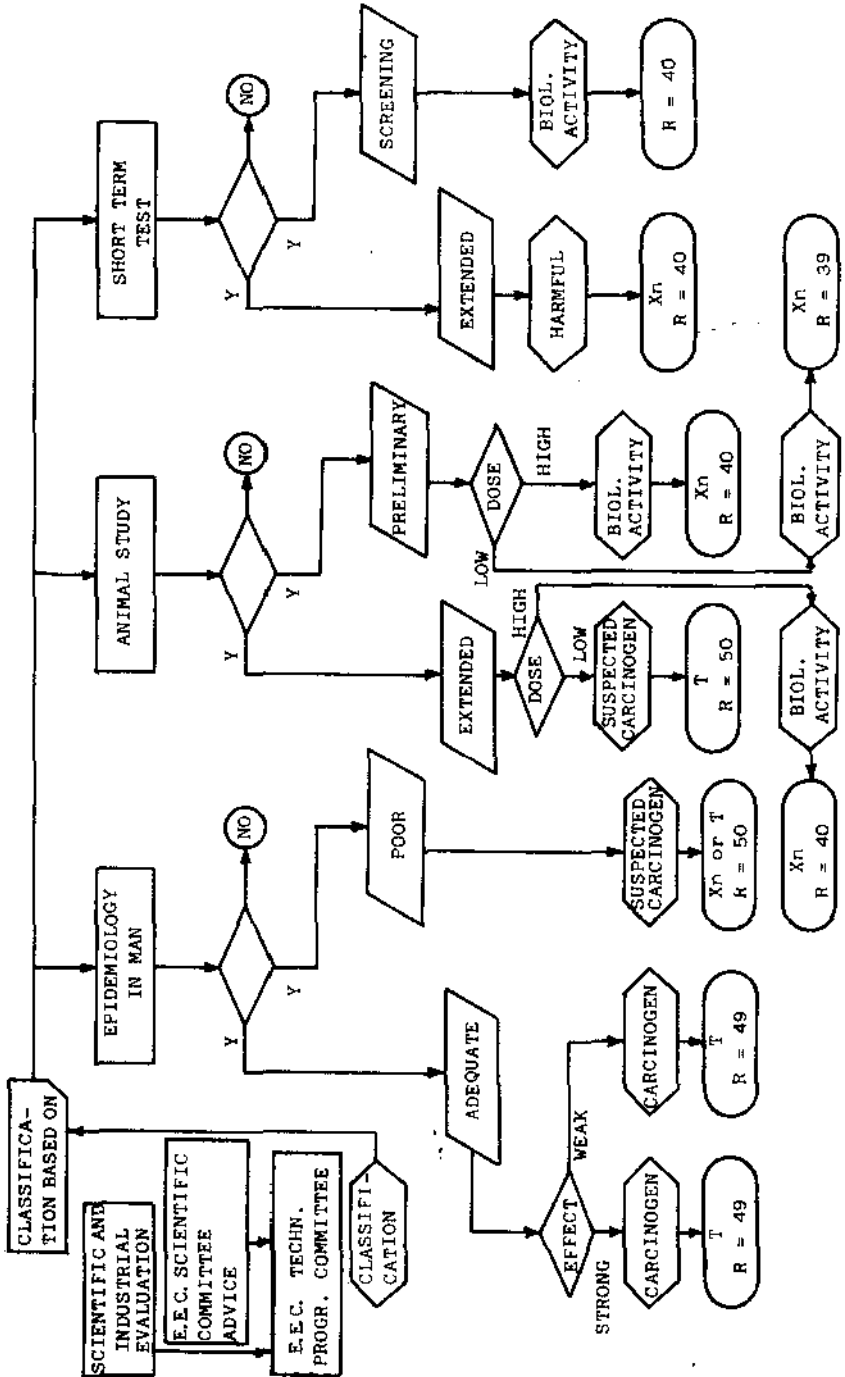 SCIENTIFIC AND
INDUSTRIAL
EVALUATION
E.E.C. SCIENTIFIC
COMMITTEE
ADVICE
E.E.C. TECHN.
PROGR. COMMITTEE
CLASSIFI-
CATION
CLASSIFICA-
TION BASED ON
EPIDEMIOLOGY
IN MAN
NO
Y
Y
ADEQUATE
POOR
EFFECT
STRONG
WEAK
CARCINOGEN
CARCINOGEN
SUSPECTED
CARCINOGEN
T
R = 49
T
R = 49
Xn or T
R = 50
ANIMAL STUDY
NO
Y
Y
EXTENDED
PRELIMINARY
DOSE
HIGH
LOW
DOSE
LOW
HIGH
SUSPECTED
CARCINOGEN
BIOL.
ACTIVITY
T
R = 50
Xn
R = 40
Xn
R = 40
BIOL.
ACTIVITY
BIOL.
ACTIVITY
Xn
R = 39
SHORT TERM
TEST
NO
Y
Y
EXTENDED
SCREENING
HARMFUL
BIOL.
ACTIVITY
Xn
R = 40
R = 40